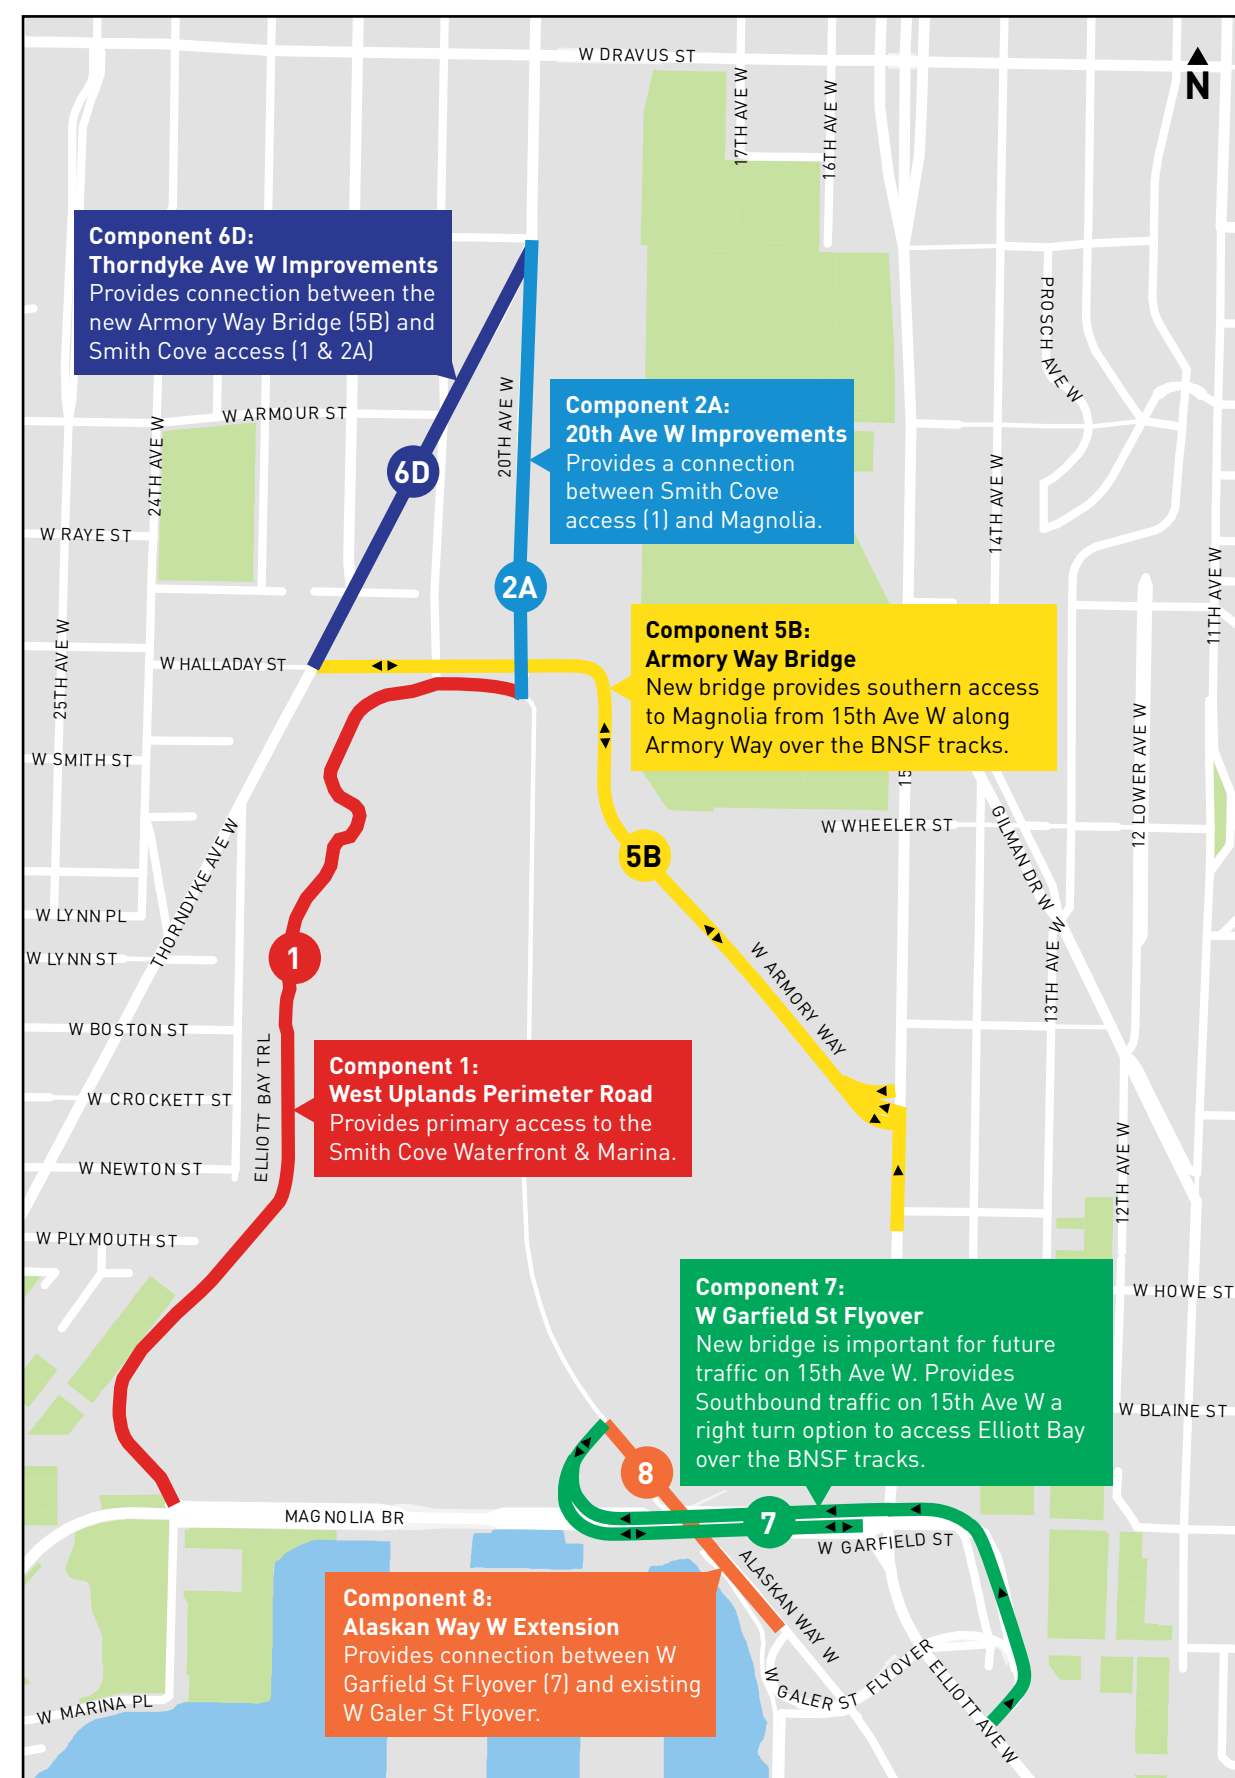 W DRAVUS ST
N
17TH AVE W
16TH AVE W
Component 6D:
Thorndyke Ave W Improvements
Provides connection between the
new Armory Way Bridge (5B) and
Smith Cove access (1 & 2A)
PROSCH AVE W
W ARMOUR ST
24TH AVE W
20TH AVE W
6D
Component 2A:
20th Ave W Improvements
Provides a connection
between Smith Cove
access (1) and Magnolia.
14TH AVE W
W RAYE ST
11TH AVE W
2A
Component 5B:
Armory Way Bridge
New bridge provides southern access
to Magnolia from 15th Ave W along
Armory Way over the BNSF tracks.
25TH AVE W
W HALLADAY ST
W SMITH ST
15
12 LOWER AVE W
GILMAN DR W
W WHEELER ST
THORNDYKE AVE W
5B
W LYNN PL
W LYNN ST
1
W ARMORY WAY
13TH AVE W
W BOSTON ST
ELLIOTT BAY TRL
Component 1:
West Uplands Perimeter Road
Provides primary access to the
Smith Cove Waterfront & Marina.
W CROCKETT ST
W NEWTON ST
12TH AVE W
W PLYMOUTH ST
Component 7:
W Garfield St Flyover
New bridge is important for future
traffic on 15th Ave W. Provides
Southbound traffic on 15th Ave W a
right turn option to access Elliott Bay
over the BNSF tracks.
W HOWE ST
W BLAINE ST
8
MAGNOLIA BR
7
W GARFIELD ST
ALASKAN WAY W
Component 8:
Alaskan Way W Extension
Provides connection between W
Garfield St Flyover (7) and existing
W Galer St Flyover.
W GALER ST FLYOVER
ELLIOTT AVE W
W MARINA PL